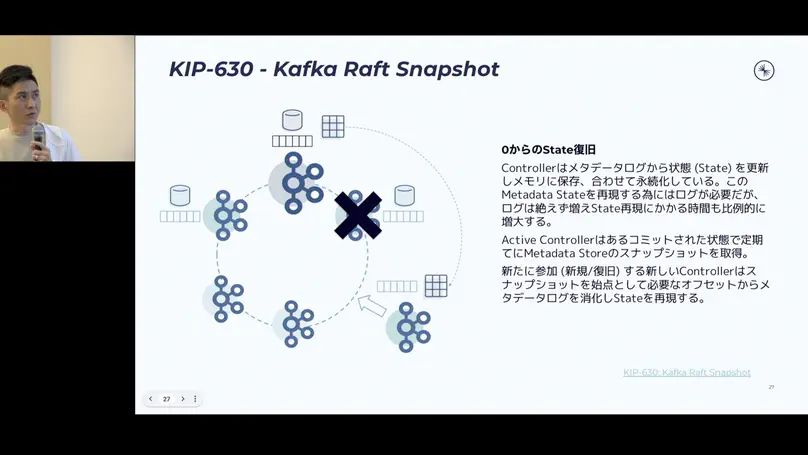 KIP-630 - Kafka Raft Snapshot
0からのState復旧
Controllerはメタデータログから状態 (State) を更新
しメモリに保存、合わせて永続化している。この
Metadata Stateを再現する為にはログが必要だが、
ログは絶えず増えState再現にかかる時間も比例的に
増大する。
Active Controllerはあるコミットされた状態で定期
てにMetadata Storeのスナップショットを取得。
新たに参加 (新規/復旧) する新しいControllerはス
ナップショットを始点として必要なオフセットからメ
タデータログを消化しStateを再現する。
KIP-630: Kafka Raft Snapshot
27
27